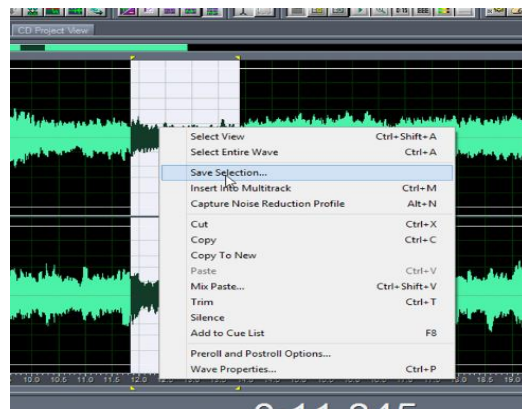 CD Project View
Select View Ctrl+Shift+A
Select Entire Wave Ctrl+A
Save Selection...
Insert Into Multitrack Ctrl+M
Capture Noise Reduction Profile Alt+N
Cut Ctrl+X
Copy Ctrl+C
Copy To New
Paste Ctrl+V
Mix Paste... Ctrl+Shift+V
Trim Ctrl+T
Silence
Add to Cue List F8
Preroll and Postroll Options...
Wave Properties... Ctrl+P
10.0 10.5 11.0 11.5 12.0 18.5 19.0